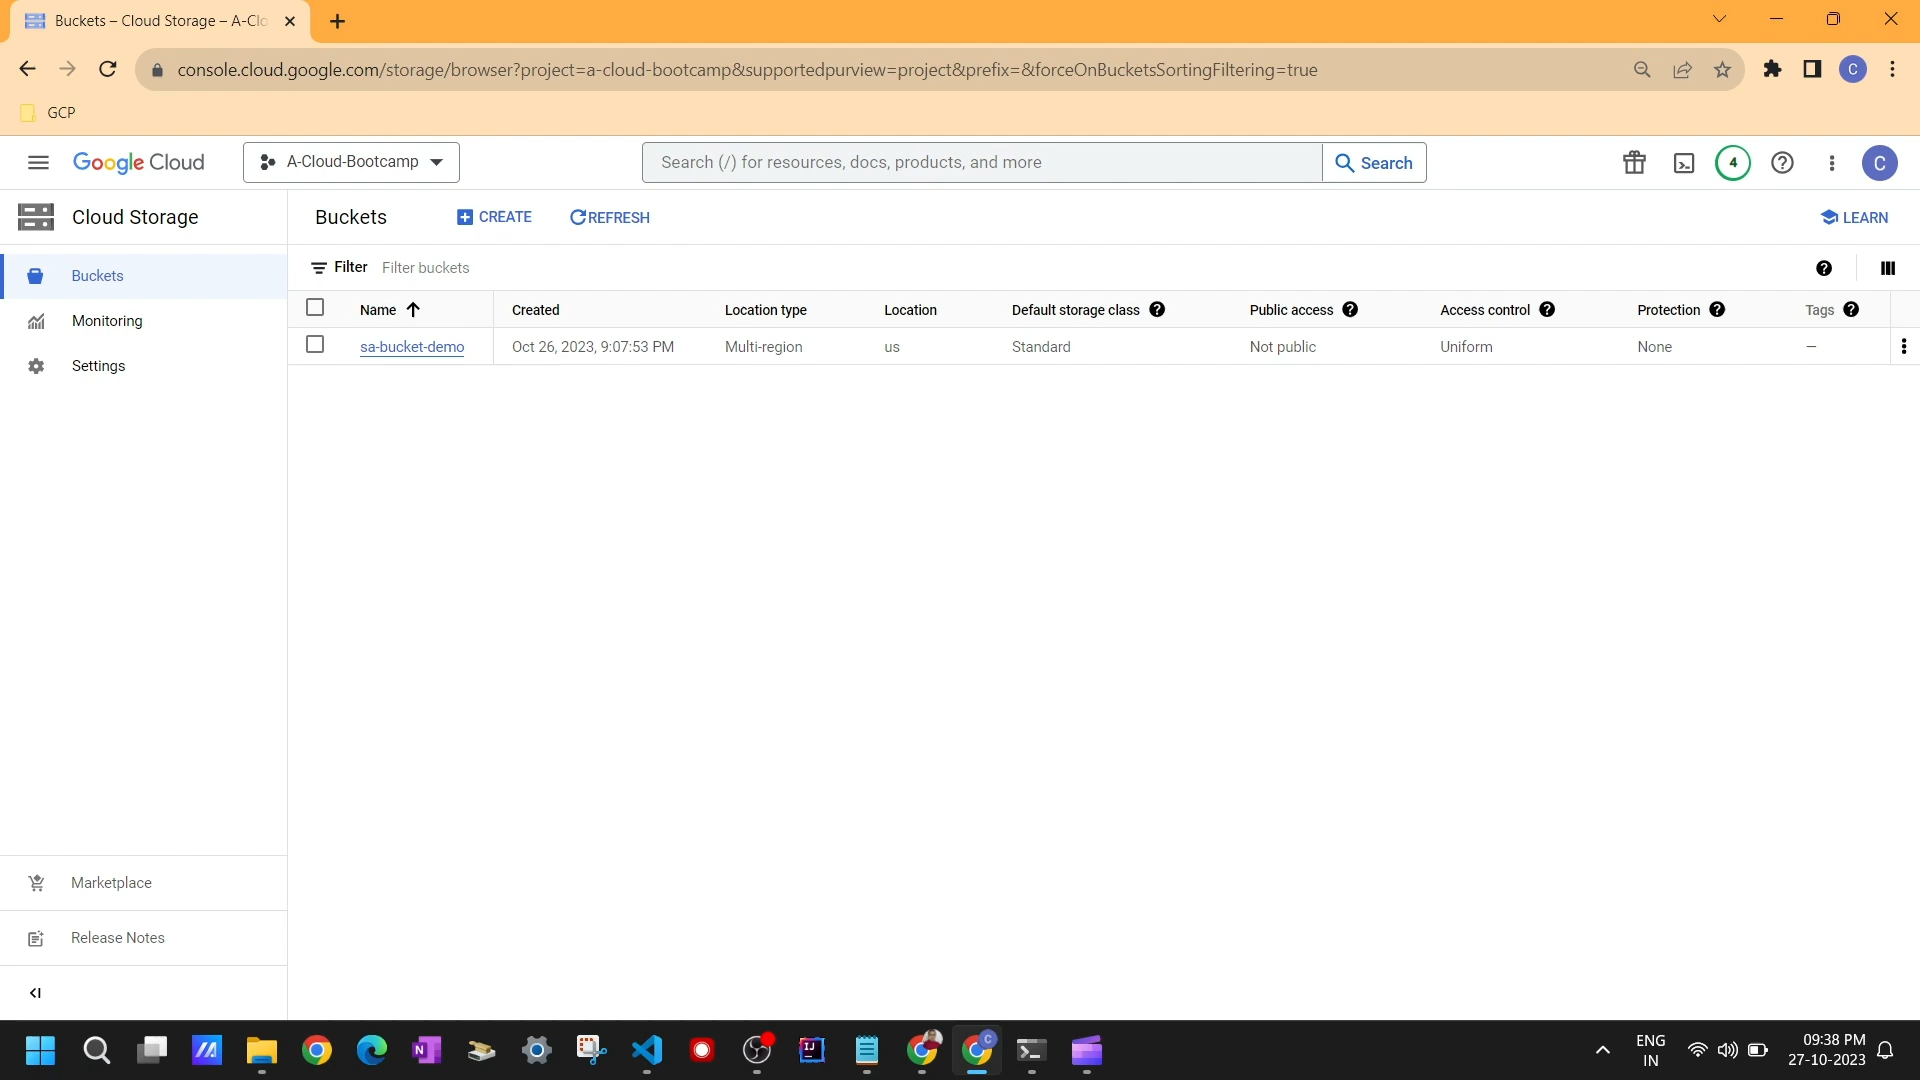 Buckets – Cloud Storage – A-Clo
console.cloud.google.com/storage/browser?project=a-cloud-bootcamp&supportedpurview=project&prefix=&forceOnBucketsSortingFiltering=true
C
GCP
Google Cloud
A-Cloud-Bootcamp
Search (/) for resources, docs, products, and more
Search
4
C
Cloud Storage
Buckets
CREATE
REFRESH
LEARN
Buckets
Monitoring
Settings
Filter Filter buckets
Name Created Location type Location Default storage class Public access Access control Protection Tags
sa-bucket-demo Oct 26, 2023, 9:07:53 PM Multi-region us Standard Not public Uniform None –
Marketplace
Release Notes
N
IJ
C
ENG
IN
09:38 PM
27-10-2023